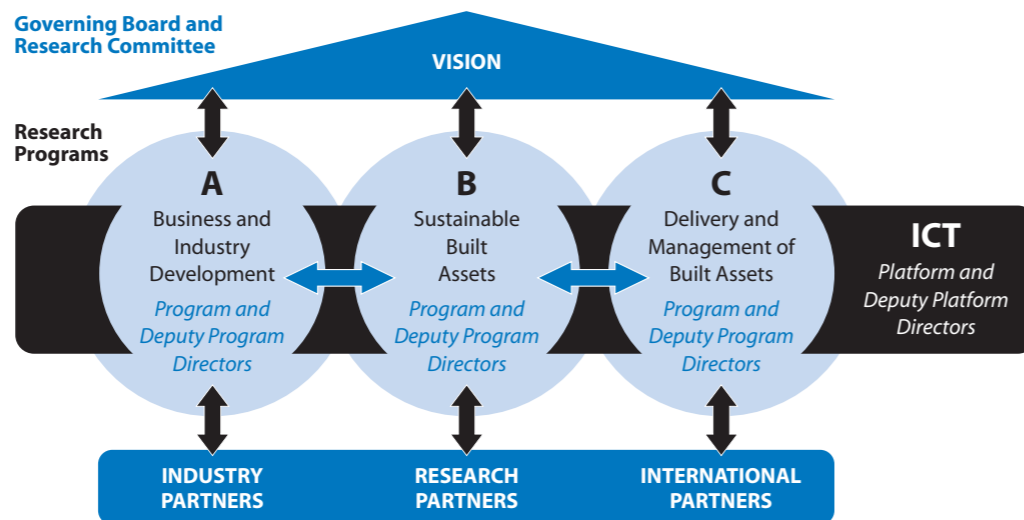 Governing Board and
Research Committee
VISION
Research
Programs
A
Business and
Industry
Development
Program and
Deputy Program
Directors
B
Sustainable
Built
Assets
Program and
Deputy Program
Directors
C
Delivery and
Management of
Built Assets
Program and
Deputy Program
Directors
ICT
Platform and
Deputy Platform
Directors
INDUSTRY
PARTNERS
RESEARCH
PARTNERS
INTERNATIONAL
PARTNERS